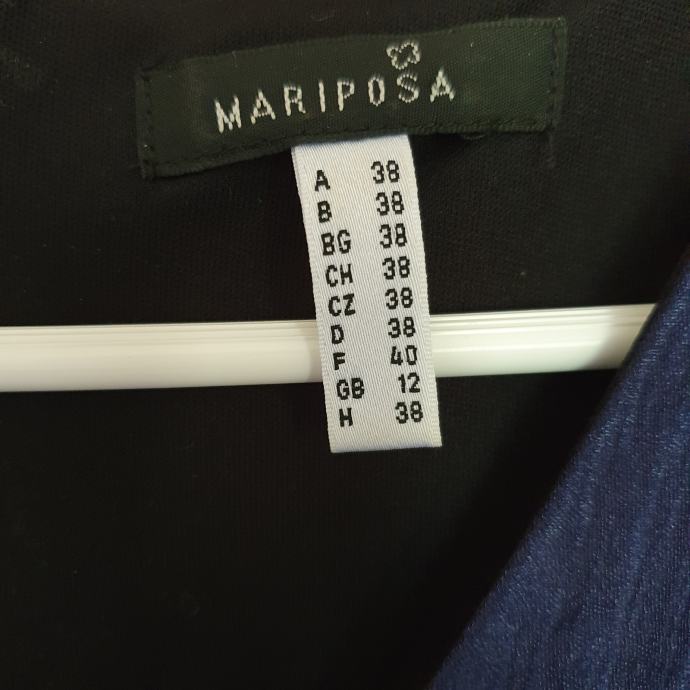 MARIPOSA
A 38
B 38
BG 38
CH 38
CZ 38
D 38
F 40
GB 12
H 38